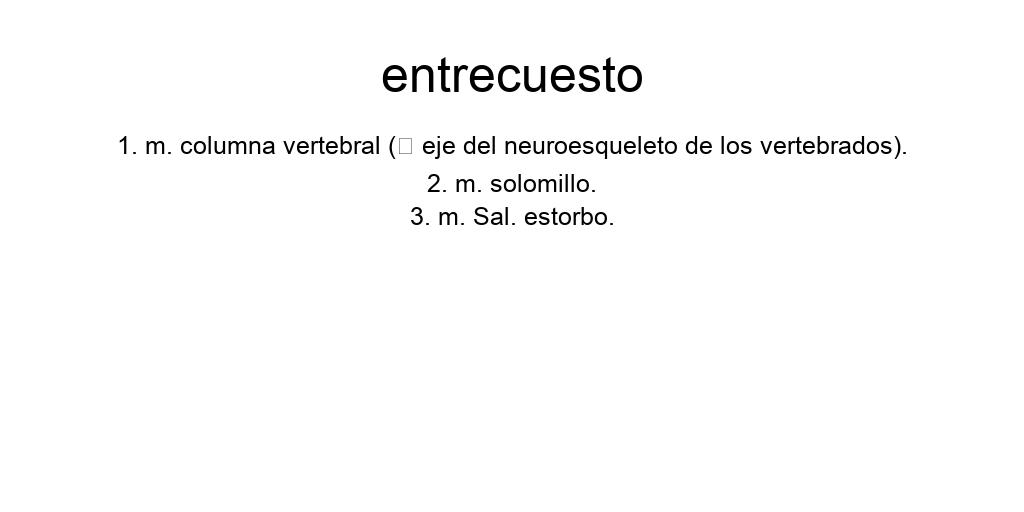 entrecuesto
1. m. columna vertebral (□ eje del neuroesqueleto de los vertebrados).
2. m. solomillo.
3. m. Sal. estorbo.